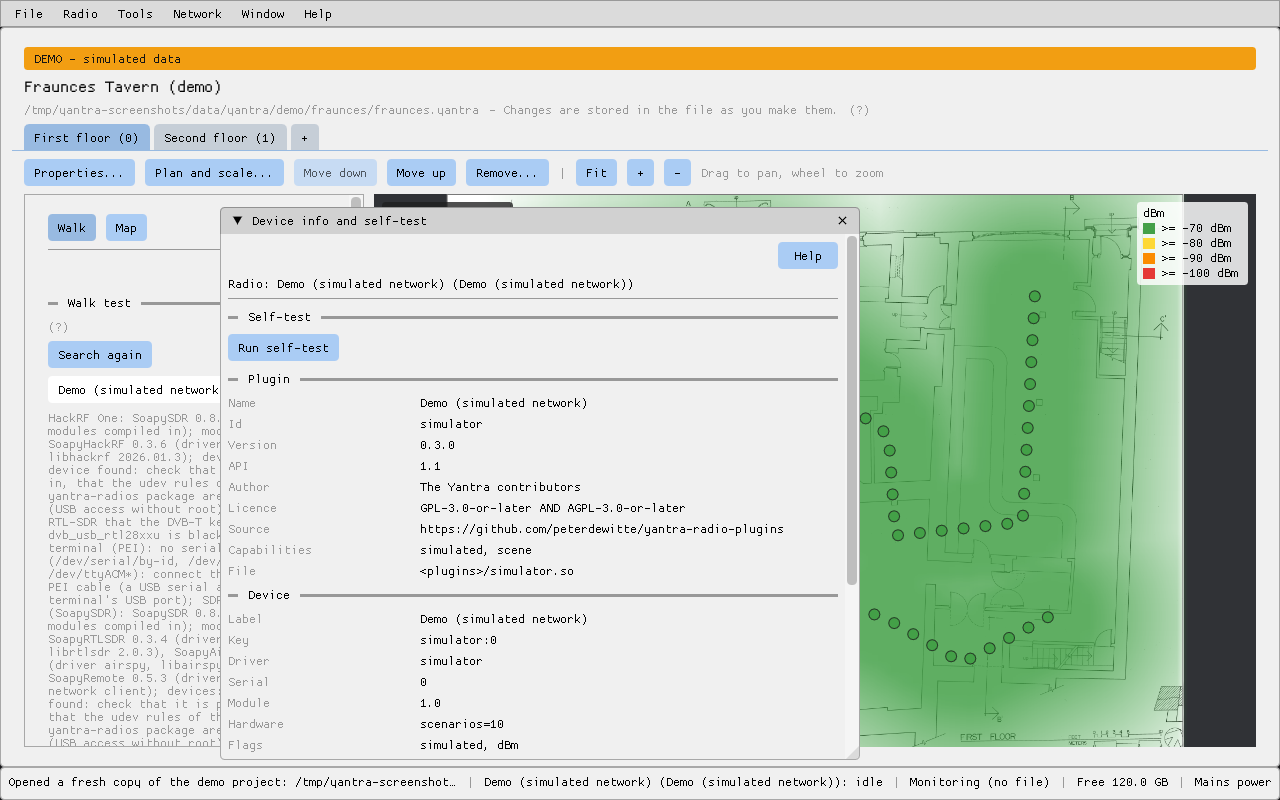 File Radio Tools Network Window Help
DEMO - simulated data
Fraunces Tavern (demo)
/tmp/yantra-screenshots/data/yantra/demo/fraunces/fraunces.yantra - Changes are stored in the file as you make them. (?)
First floor (0) Second floor (1) +
Properties... Plan and scale... Move down Move up Remove... | Fit + - Drag to pan, wheel to zoom
Walk Map
Walk test
(?)
Search again
Demo (simulated network
HackRF One: SoapySDR 0.8.
modules compiled in); mod
SoapyHackRF 0.3.6 (driver
libhackrf 2026.01.3); dev
device found: check that
in, that the udev rules o
yantra-radios package are
(USB access without root)
RTL-SDR that the DVB-T ke
dvb_usb_rtl28xxu is black
terminal (PEI): no serial
(/dev/serial/by-id, /dev/
/dev/ttyACM*): connect th
PEI cable (a USB serial a
terminal's USB port); SDR
(SoapySDR): SoapySDR 0.8.
modules compiled in); mod
SoapyRTLSDR 0.3.4 (driver
librtlsdr 2.0.3), SoapyAi
(driver airspy, libairspy
SoapyRemote 0.5.3 (driver
network client); devices:
found: check that it is p
that the udev rules of th
yantra-radios package are
(USB access without root)
Device info and self-test
Help
Radio: Demo (simulated network) (Demo (simulated network))
Self-test
Run self-test
Plugin
Name Demo (simulated network)
Id simulator
Version 0.3.0
API 1.1
Author The Yantra contributors
Licence GPL-3.0-or-later AND AGPL-3.0-or-later
Source https://github.com/peterdewitte/yantra-radio-plugins
Capabilities simulated, scene
File <plugins>/simulator.so
Device
Label Demo (simulated network)
Key simulator:0
Driver simulator
Serial 0
Module 1.0
Hardware scenarios=10
Flags simulated, dBm
dBm
>= -70 dBm
>= -80 dBm
>= -90 dBm
>= -100 dBm
FIRST FLOOR
Opened a fresh copy of the demo project: /tmp/yantra-screenshot… | Demo (simulated network) (Demo (simulated network)): idle | Monitoring (no file) | Free 120.0 GB | Mains power